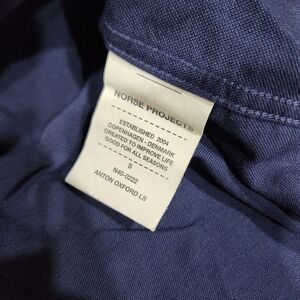 NORSE PROJECTS
ESTABLISHED 2004
COPENHAGEN - DENMARK
CREATED TO IMPROVE LIFE
GOOD FOR ALL SEASONS
S
N40-0222
ANTON OXFORD LS